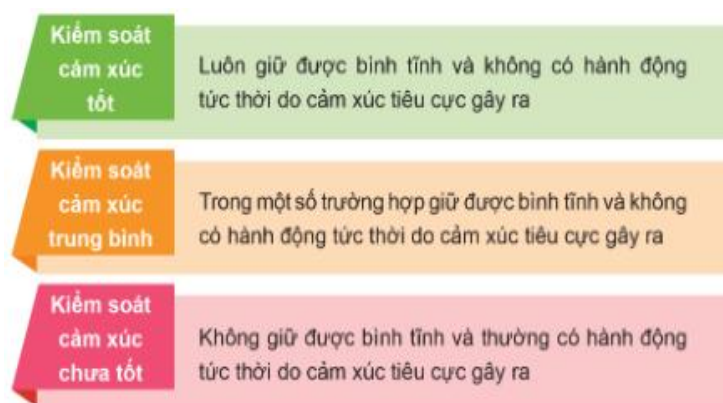 Kiểm soát
cảm xúc
tốt
Luôn giữ được bình tĩnh và không có hành động
tức thời do cảm xúc tiêu cực gây ra
Kiểm soát
cảm xúc
trung bình
Trong một số trường hợp giữ được bình tĩnh và không
có hành động tức thời do cảm xúc tiêu cực gây ra
Kiểm soát
cảm xúc
chưa tốt
Không giữ được bình tĩnh và thường có hành động
tức thời do cảm xúc tiêu cực gây ra